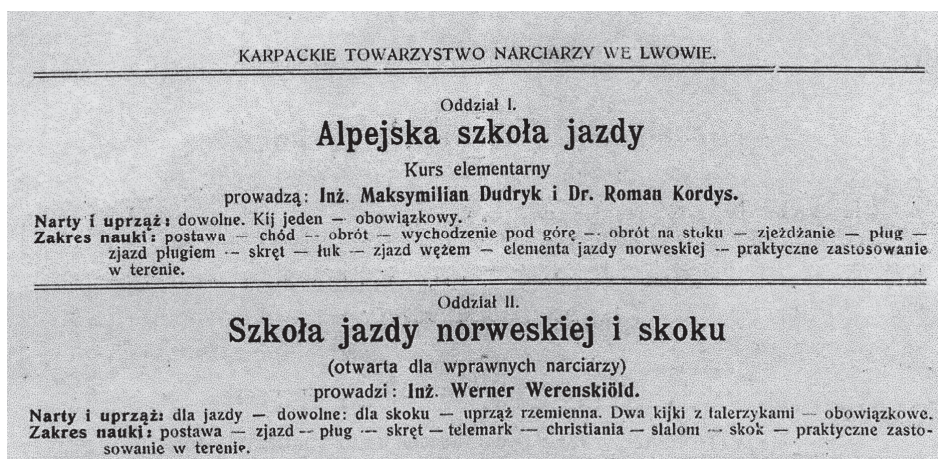 KARPACKIE TOWARZYSTWO NARCIARZY WE LWOWIE.
Oddział I.
Alpejska szkoła jazdy
Kurs elementarny
prowadzą: Inż. Maksymilian Dudryk i Dr. Roman Kordys.
Narty i uprząż: dowolne. Kij jeden — obowiązkowy.
Zakres nauki: postawa — chód — obrót — wychodzenie pod górę — obrót na stoku — zjeżdżanie — pług —
zjazd pługiem — skręt — łuk — zjazd wężem — elementa jazdy norweskiej — praktyczne zastosowanie
w terenie.
Oddział II.
Szkoła jazdy norweskiej i skoku
(otwarta dla wprawnych narciarzy)
prowadzi: Inż. Werner Werenskiöld.
Narty i uprząż: dla jazdy — dowolne: dla skoku — uprząż rzemienna. Dwa kijki z talerzykami — obowiązkowe.
Zakres nauki: postawa — zjazd — pług — skręt — telemark — christiania — slalom — skok — praktyczne zasto-
sowanie w terenie.